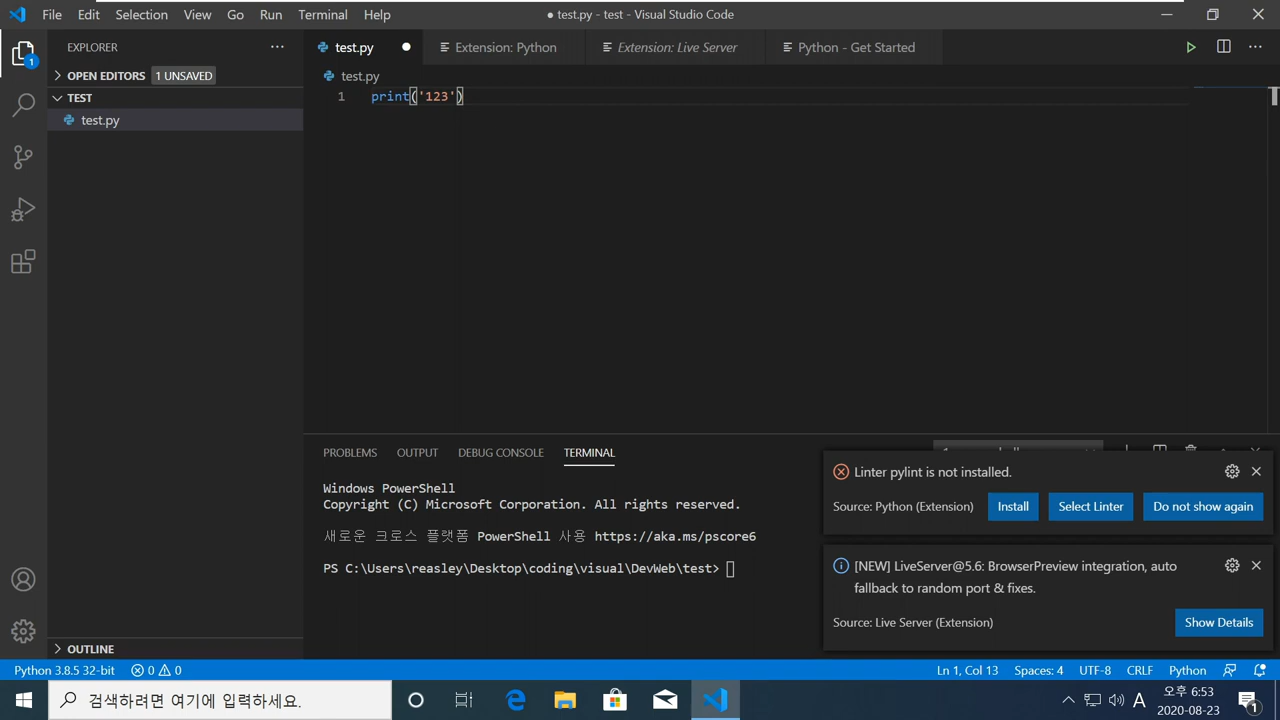 File Edit Selection View Go Run Terminal Help
● test.py - test - Visual Studio Code
EXPLORER
OPEN EDITORS 1 UNSAVED
TEST
test.py
OUTLINE
1
test.py
Extension: Python
Extension: Live Server
Python - Get Started
test.py
1 print('123')
PROBLEMS OUTPUT DEBUG CONSOLE TERMINAL
Windows PowerShell
Copyright (C) Microsoft Corporation. All rights reserved.
새로운 크로스 플랫폼 PowerShell 사용 https://aka.ms/pscore6
PS C:\Users\reasley\Desktop\coding\visual\DevWeb\test>
Linter pylint is not installed.
Source: Python (Extension) Install Select Linter Do not show again
[NEW] LiveServer@5.6: BrowserPreview integration, auto
fallback to random port & fixes.
Source: Live Server (Extension) Show Details
Python 3.8.5 32-bit 0 0 Ln 1, Col 13 Spaces: 4 UTF-8 CRLF Python
검색하려면 여기에 입력하세요.
A 오후 6:53
2020-08-23
1